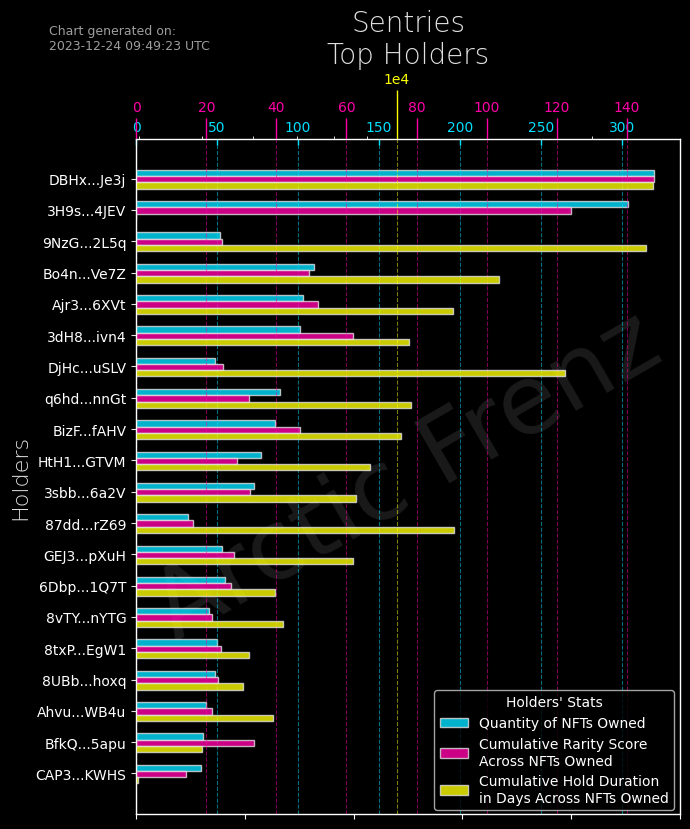 Chart generated on:
2023-12-24 09:49:23 UTC
Sentries
Top Holders
1e4
0 20 40 60 80 100 120 140
0 50 100 150 200 250 300
Holders
DBHx...Je3j
3H9s...4JEV
9NzG...2L5q
Bo4n...Ve7Z
Ajr3...6XVt
3dH8...ivn4
DjHc...uSLV
q6hd...nnGt
BizF...fAHV
HtH1...GTVM
3sbb...6a2V
87dd...rZ69
GEJ3...pXuH
6Dbp...1Q7T
8vTY...nYTG
8txP...EgW1
8UBb...hoxq
Ahvu...WB4u
BfkQ...5apu
CAP3...KWHS
Arctic Frenz
Holders' Stats
Quantity of NFTs Owned
Cumulative Rarity Score
Across NFTs Owned
Cumulative Hold Duration
in Days Across NFTs Owned